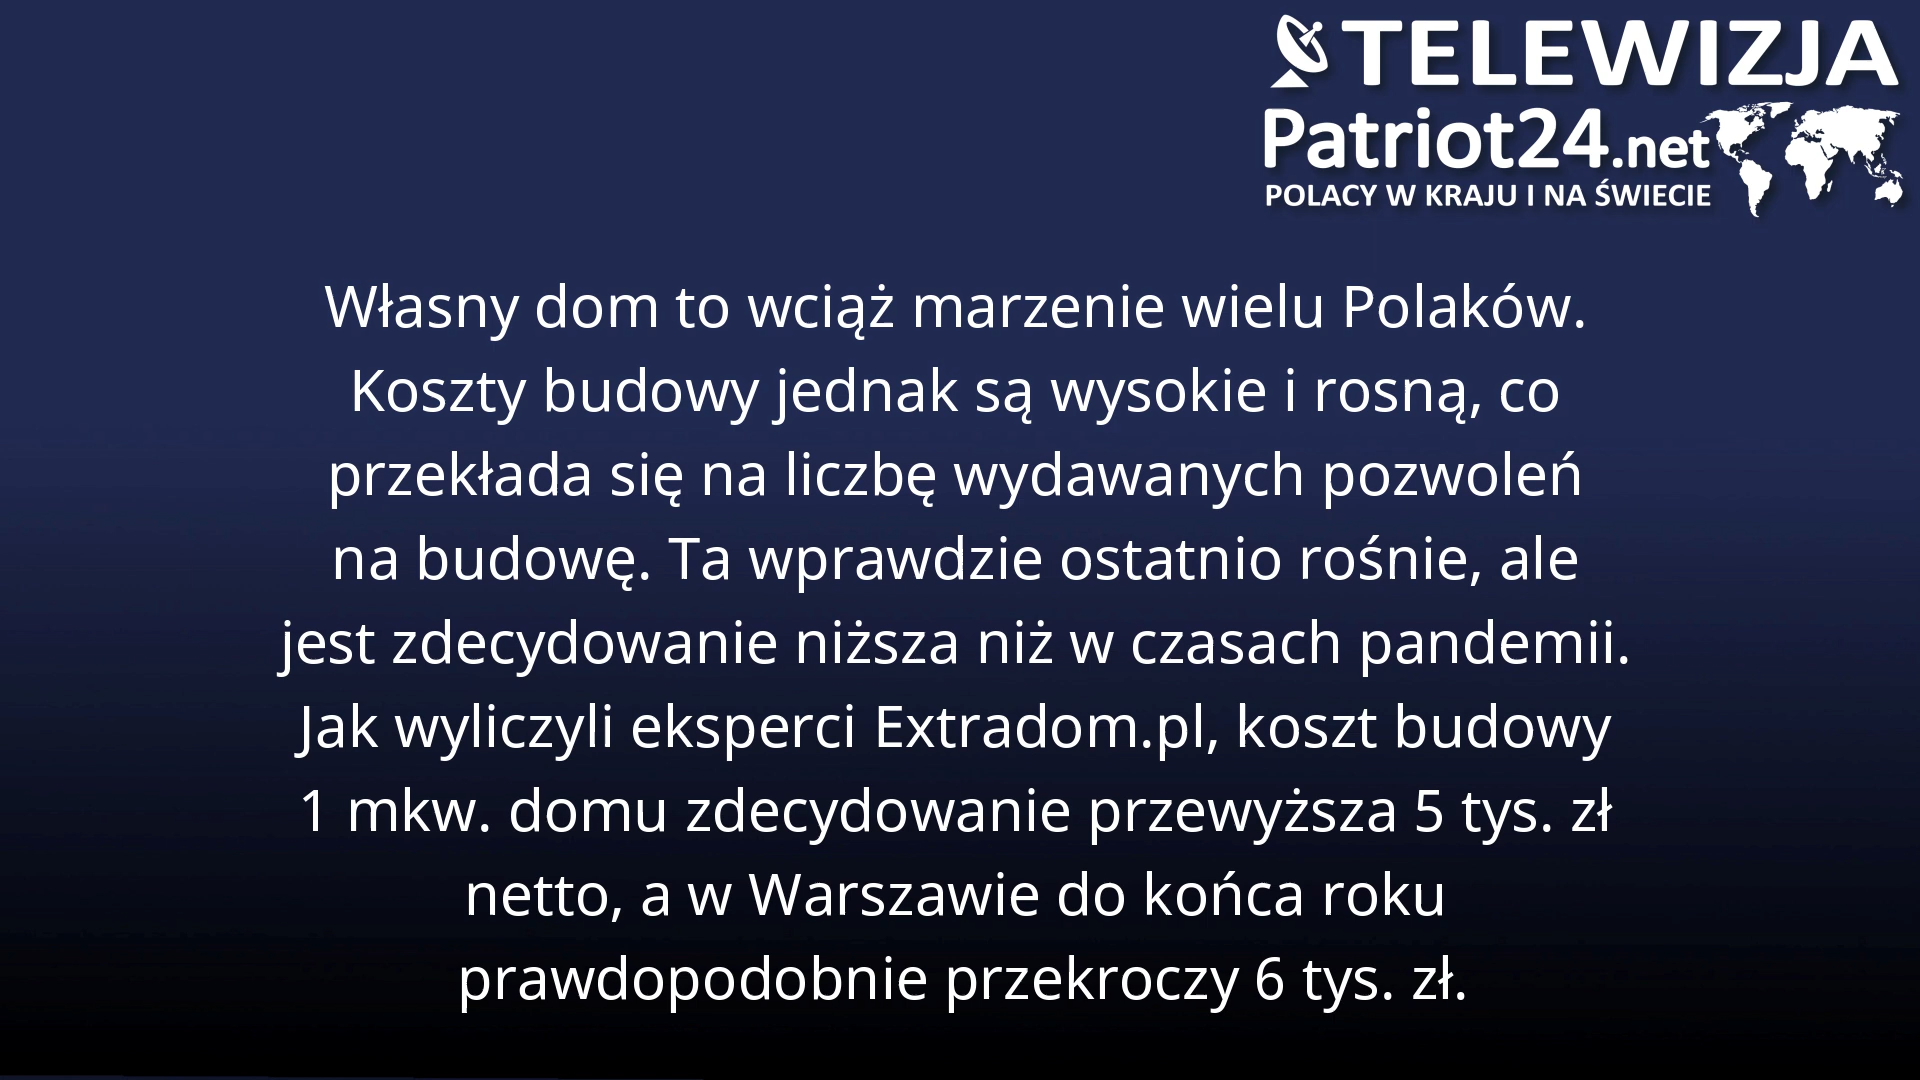 TELEWIZJA
Patriot24.net
POLACY W KRAJU I NA ŚWIECIE
Własny dom to wciąż marzenie wielu Polaków.
Koszty budowy jednak są wysokie i rosną, co
przekłada się na liczbę wydawanych pozwoleń
na budowę. Ta wprawdzie ostatnio rośnie, ale
jest zdecydowanie niższa niż w czasach pandemii.
Jak wyliczyli eksperci Extradom.pl, koszt budowy
1 mkw. domu zdecydowanie przewyższa 5 tys. zł
netto, a w Warszawie do końca roku
prawdopodobnie przekroczy 6 tys. zł.